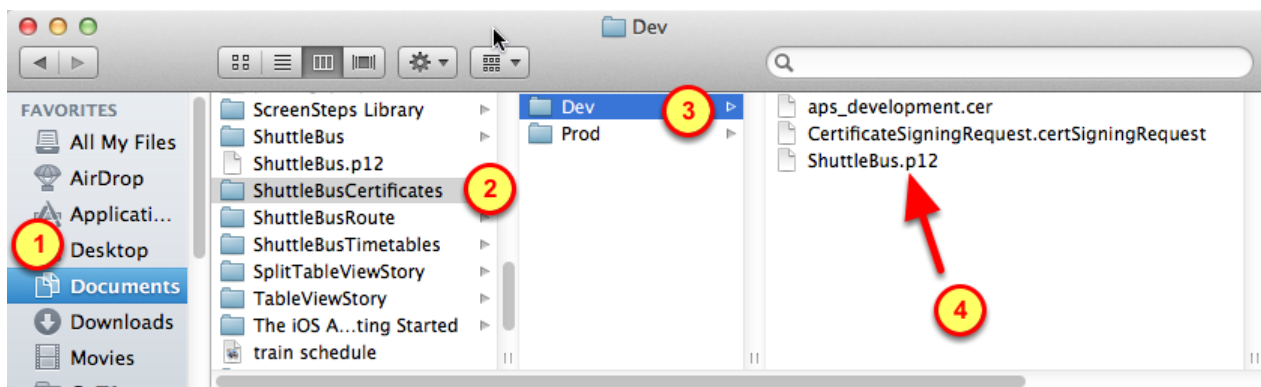 Dev
FAVORITES
All My Files
AirDrop
Applicati...
1
Desktop
Documents
Downloads
Movies
ScreenSteps Library
ShuttleBus
ShuttleBus.p12
ShuttleBusCertificates
2
ShuttleBusRoute
ShuttleBusTimetables
SplitTableViewStory
TableViewStory
The iOS A...ting Started
train schedule
Dev
3
Prod
aps_development.cer
CertificateSigningRequest.certSigningRequest
ShuttleBus.p12
4